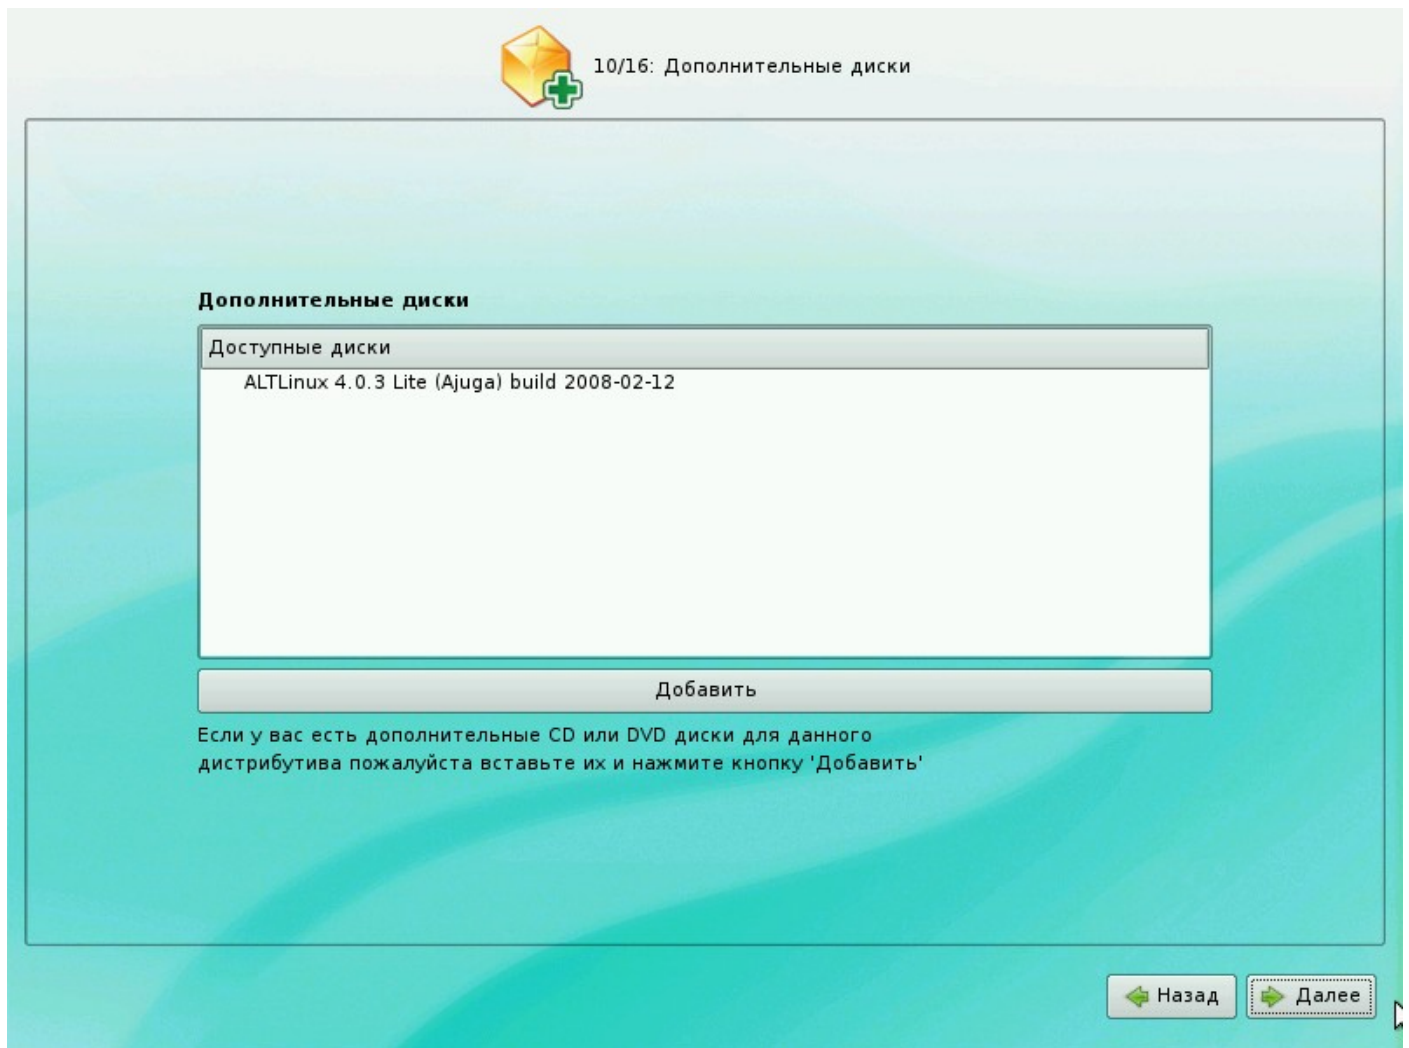 10/16: Дополнительные диски
Дополнительные диски
Доступные диски
ALTLinux 4.0.3 Lite (Ajuga) build 2008-02-12
Добавить
Если у вас есть дополнительные CD или DVD диски для данного
дистрибутива пожалуйста вставьте их и нажмите кнопку 'Добавить'
Назад
Далее